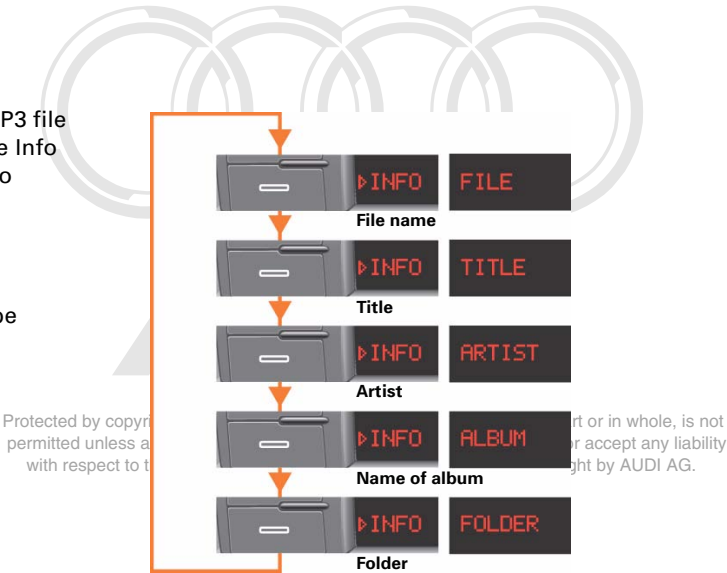 P3 file
e Info
o
INFO FILE
File name
INFO TITLE
Title
pe
INFO ARTIST
Artist
Protected by copyri rt or in whole, is not
permitted unless a r accept any liability
with respect to t ght by AUDI AG.
INFO ALBUM
Name of album
INFO FOLDER
Folder